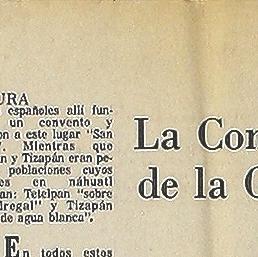 URA
españoles allí fun-
un convento y
on a este lugar "San
". Mientras que
n y Tizapán eran pe-
poblaciones cuyos
es en náhuatl
an: Tetelpan "sobre
dregal" y Tizapán
de agua blanca".
En todos estos
La Con
de la C